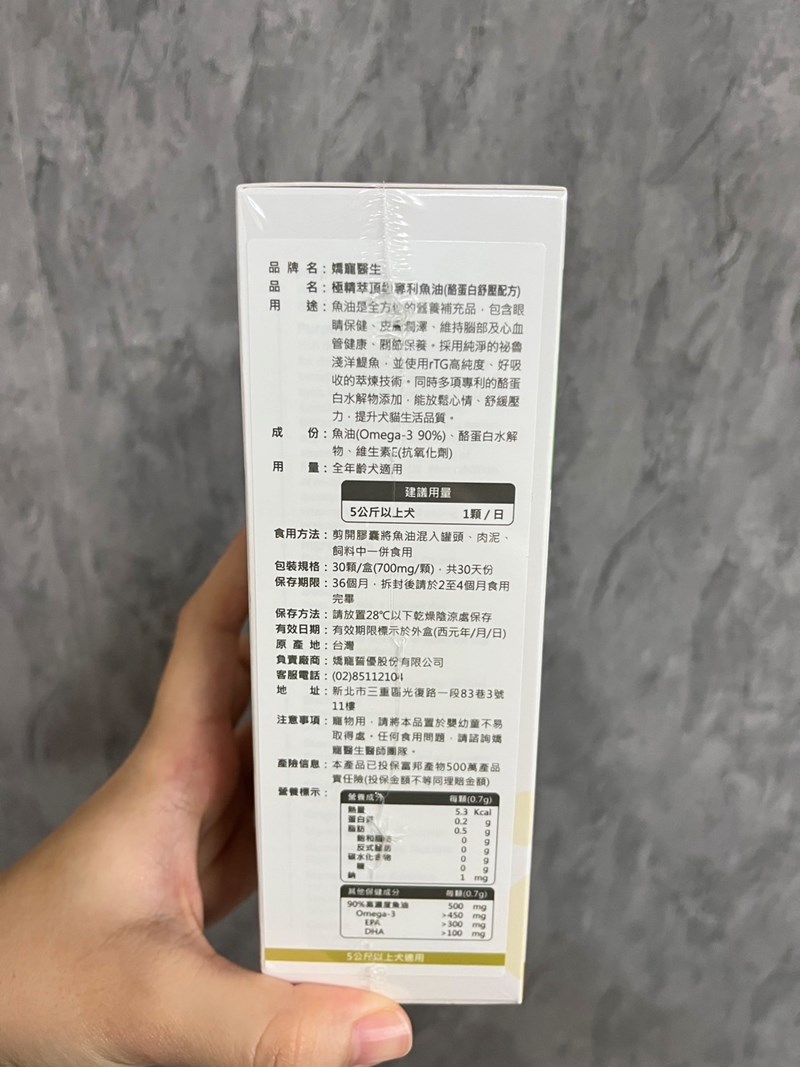 品牌名：嬌寵醫生
品名：極精萃頂 專利魚油(酪蛋白舒壓配方)
用途：魚油是全方位的營養補充品，包含眼
睛保健、皮膚潤澤、維持腦部及心血
管健康、關節保養。採用純淨的祕魯
淺洋鯷魚，並使用rTG高純度、好吸
收的萃煉技術。同時多項專利的酪蛋
白水解物添加，能放鬆心情、舒緩壓
力，提升犬貓生活品質。
成份：魚油(Omega-3 90%)、酪蛋白水解
物、維生素E(抗氧化劑)
用量：全年齡犬適用
建議用量
5公斤以上犬 1顆/日
食用方法：剪開膠囊將魚油混入罐頭、肉泥、
飼料中一併食用
包裝規格：30顆/盒(700mg/顆)，共30天份
保存期限：36個月，拆封後請於2至4個月食用
完畢
保存方法：請放置28℃以下乾燥陰涼處保存
有效日期：有效期限標示於外盒(西元年/月/日)
原產地：台灣
負責廠商：嬌寵誓優股份有限公司
客服電話：(02)85112104
地址：新北市三重區光復路一段83巷3號
11樓
注意事項：寵物用，請將本品置於嬰幼童不易
取得處。任何食用問題，請諮詢嬌
寵醫生醫師團隊。
產險信息：本產品已投保富邦產物500萬產品
責任險(投保金額不等同理賠金額)
營養標示：
營養成分 每顆(0.7g)
熱量 5.3 Kcal
蛋白質 0.2 g
脂肪 0.5 g
飽和脂肪 0 g
反式脂肪 0 g
碳水化合物 0 g
糖 0 g
鈉 1 mg
其他保健成分 每顆(0.7g)
90%高濃度魚油 500 mg
Omega-3 >450 mg
EPA >300 mg
DHA >100 mg
5公斤以上犬適用